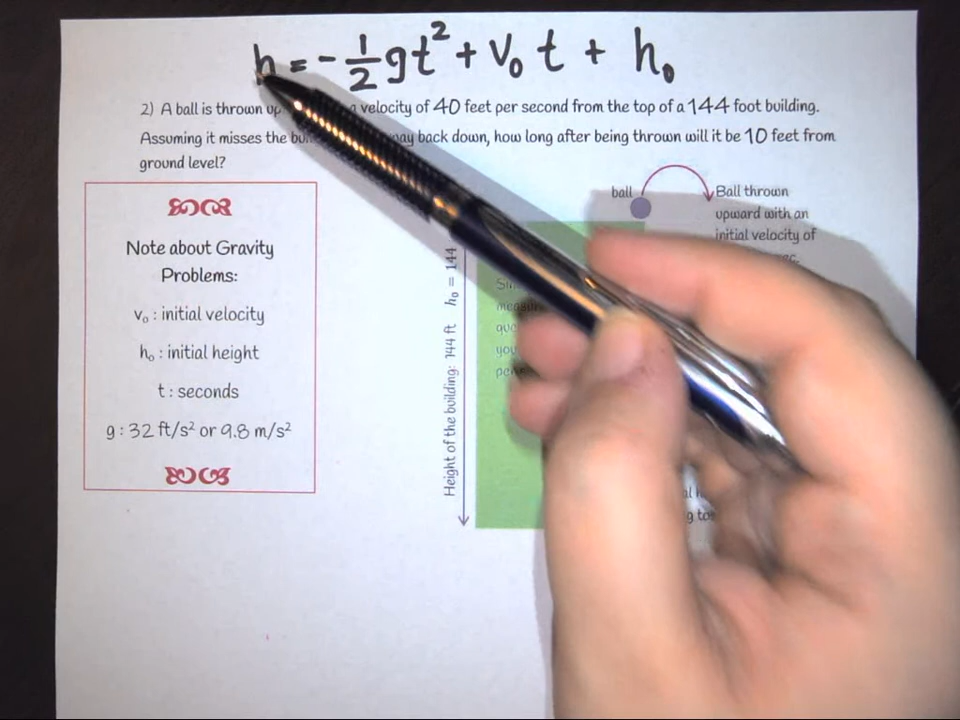 h = - 1/2 gt² + v₀ t + h₀
2) A ball is thrown up a velocity of 40 feet per second from the top of a 144 foot building.
Assuming it misses the back down, how long after being thrown will it be 10 feet from
ground level?
Note about Gravity
Problems:
v₀ : initial velocity
h₀ : initial height
t : seconds
g : 32 ft/s² or 9.8 m/s²
Height of the building: 144 ft h₀ = 144
ball
Ball thrown
upward with an
initial velocity of